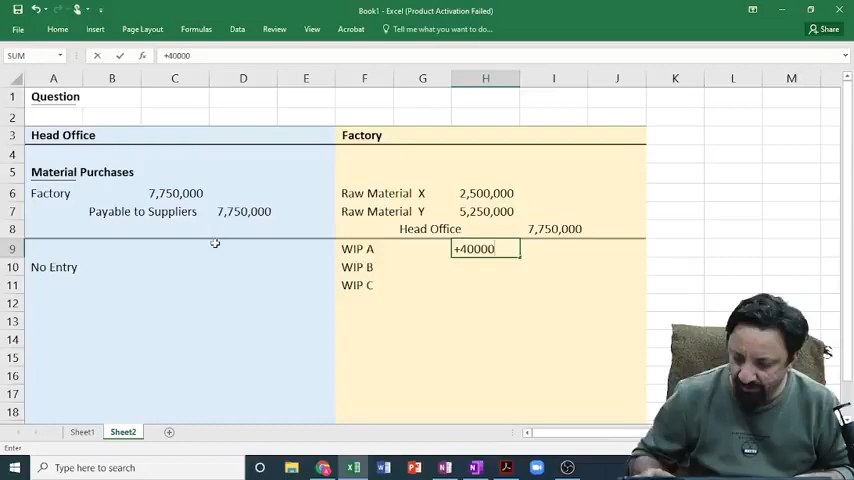 Book1 - Excel (Product Activation Failed)
File Home Insert Page Layout Formulas Data Review View Acrobat Tell me what you want to do... Share
SUM fx +40000
A B C D E F G H I J K L M
1 Question
2
3 Head Office Factory
4
5 Material Purchases
6 Factory 7,750,000 Raw Material X 2,500,000
7 Payable to Suppliers 7,750,000 Raw Material Y 5,250,000
8 Head Office 7,750,000
9 WIP A +40000
10 No Entry WIP B
11 WIP C
12
13
14
15
16
17
18
Sheet1 Sheet2
Enter
Type here to search